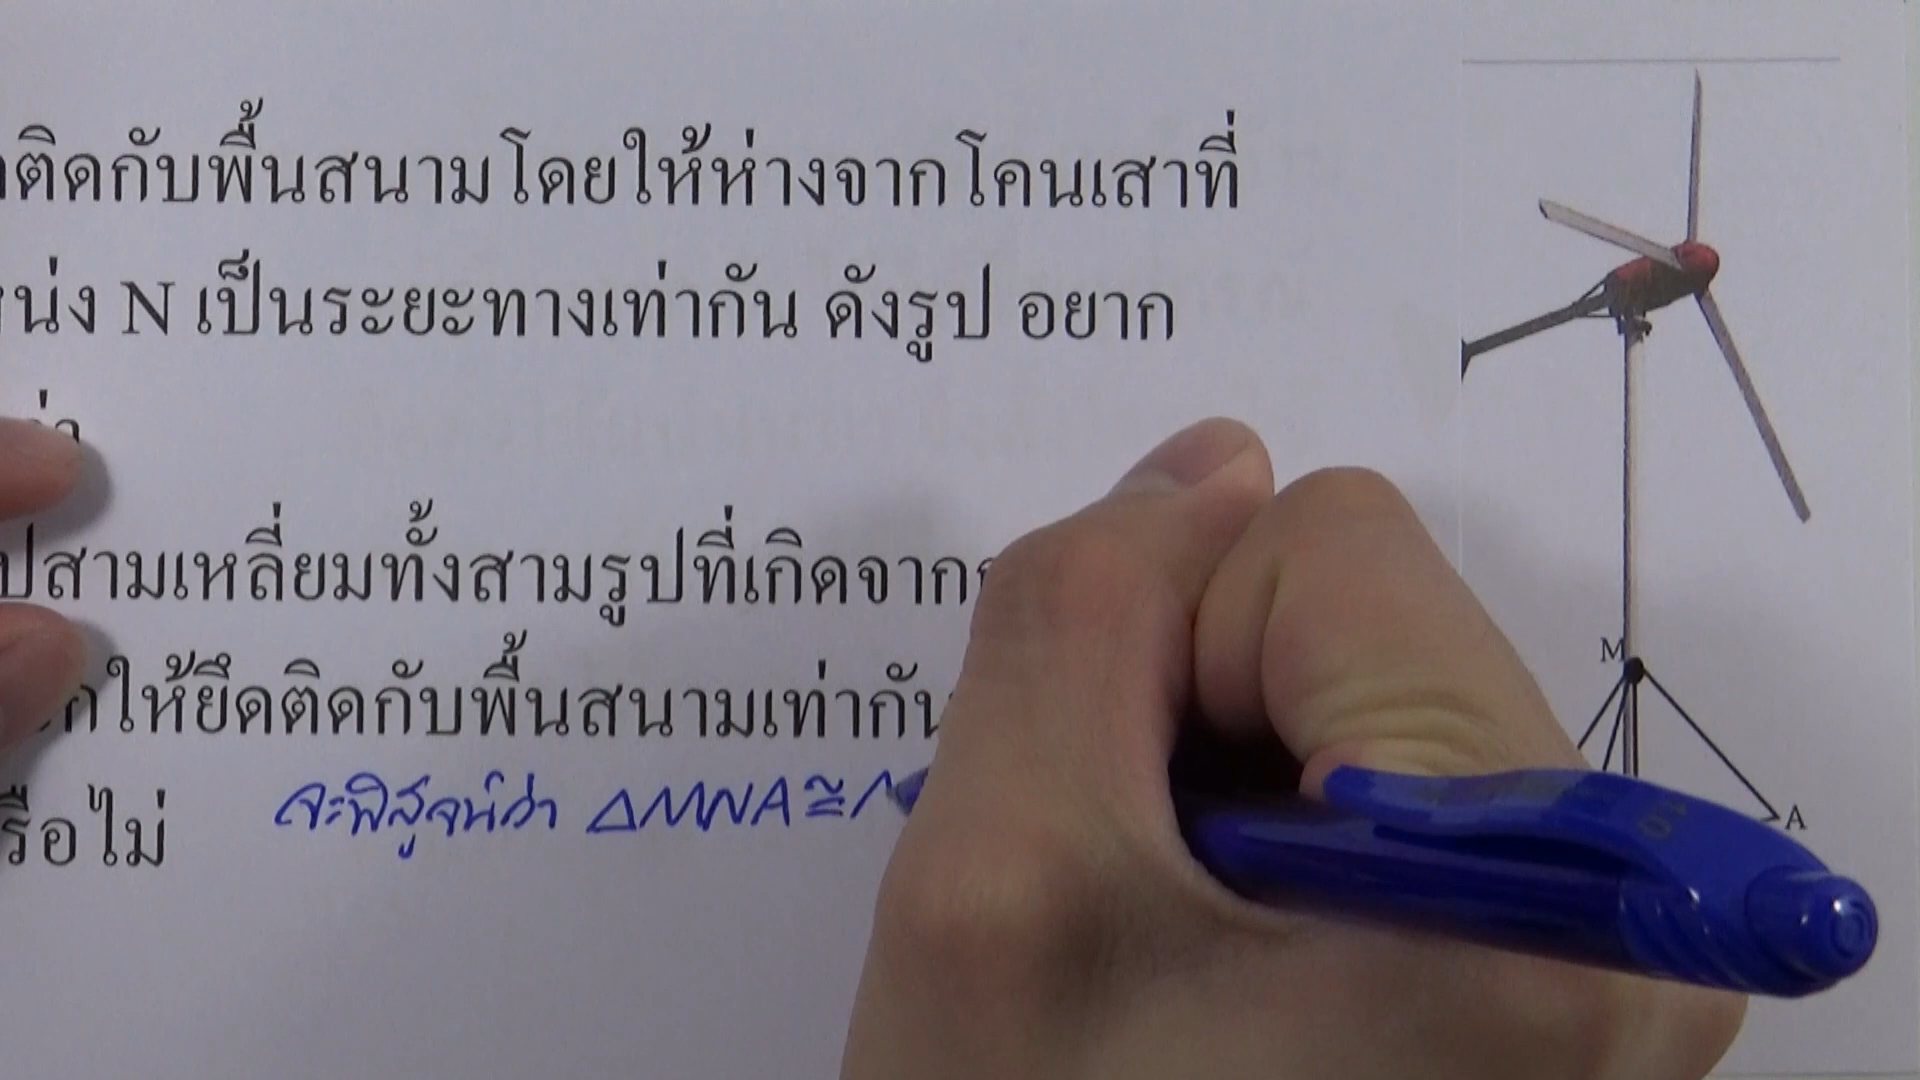 ติดกับพื้นสนามโดยให้ห่างจากโคนเสาที่
น่ง N เป็นระยะทางเท่ากัน ดังรูป อยาก
ปสามเหลี่ยมทั้งสามรูปที่เกิดจาก
ให้ยึดติดกับพื้นสนามเท่ากัน
รือไม่
จะพิสูจน์ว่า △MNA ≅
M
A